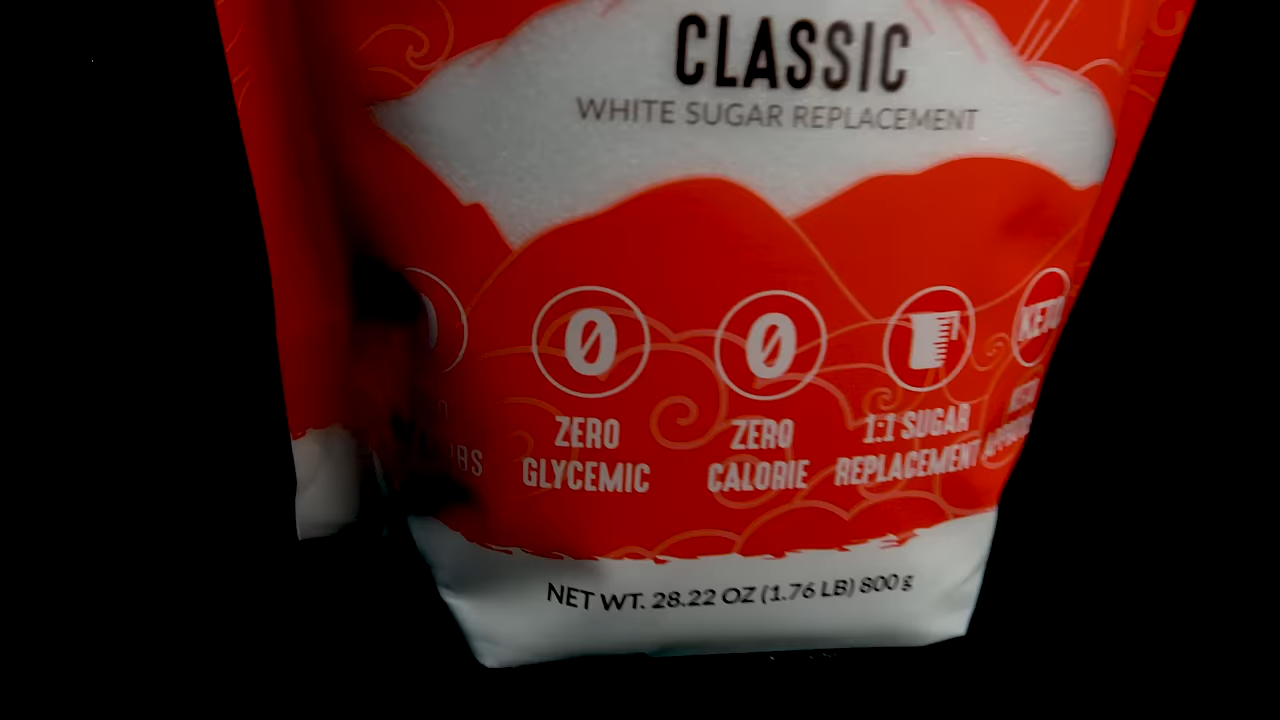 CLASSIC
WHITE SUGAR REPLACEMENT
0
ZERO
GLYCEMIC
0
ZERO
CALORIE
1:1 SUGAR
REPLACEMENT
KETO
NET WT. 28.22 OZ (1.76 LB) 800 g